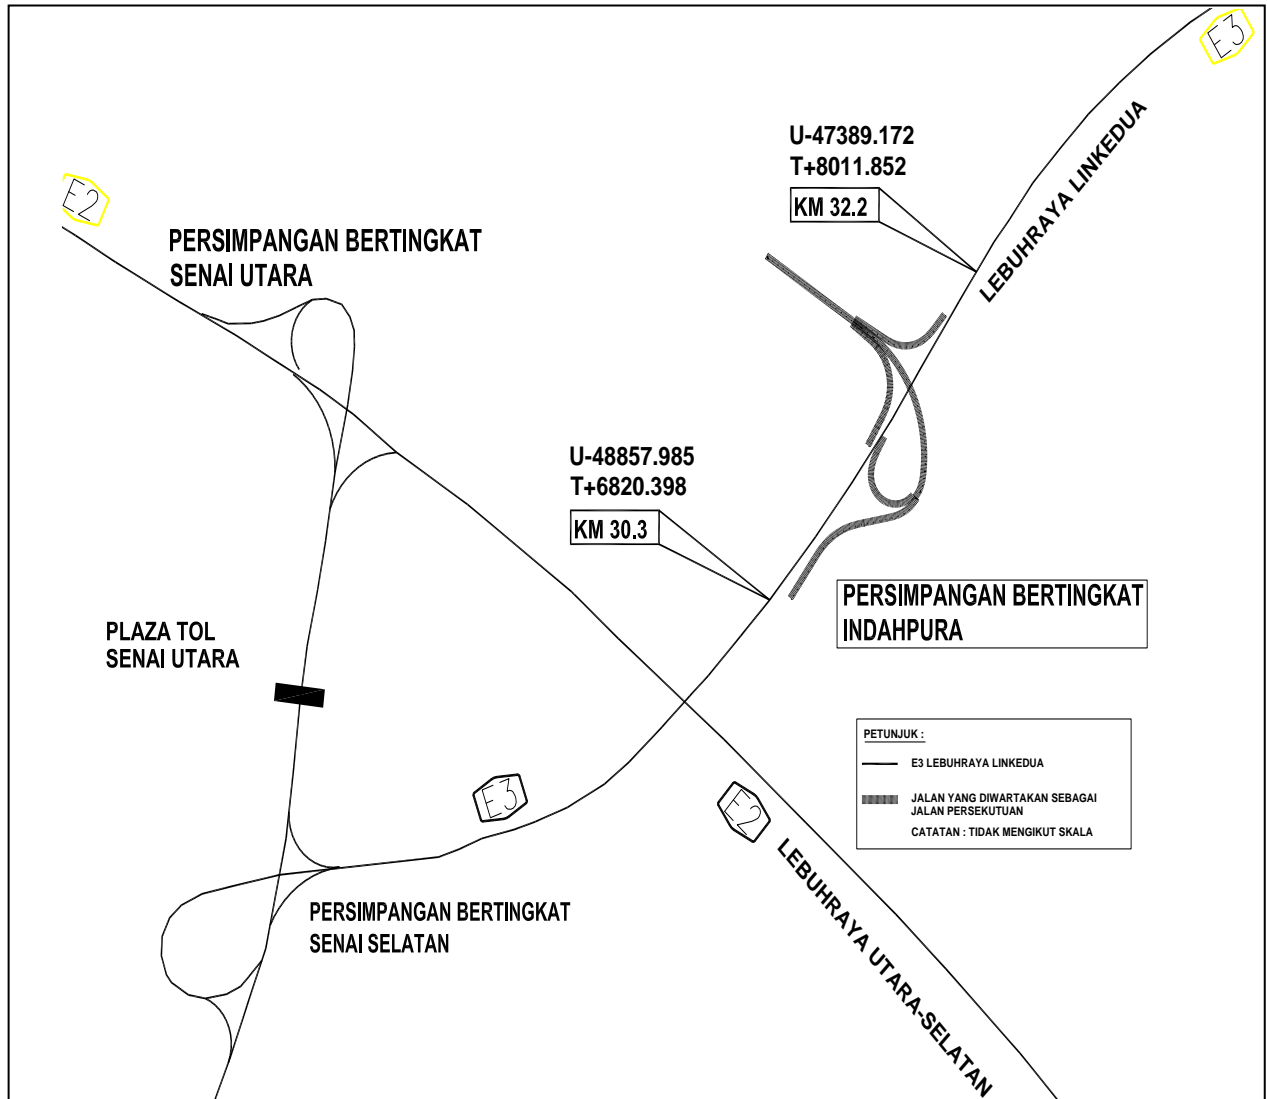 E3
U-47389.172
T+8011.852
KM 32.2
LEBUHRAYA LINKEDUA
E2
PERSIMPANGAN BERTINGKAT
SENAI UTARA
U-48857.985
T+6820.398
KM 30.3
PERSIMPANGAN BERTINGKAT
INDAHPURA
PLAZA TOL
SENAI UTARA
PETUNJUK :
E3 LEBUHRAYA LINKEDUA
JALAN YANG DIWARTAKAN SEBAGAI
JALAN PERSEKUTUAN
CATATAN : TIDAK MENGIKUT SKALA
E3
E2
LEBUHRAYA UTARA-SELATAN
PERSIMPANGAN BERTINGKAT
SENAI SELATAN